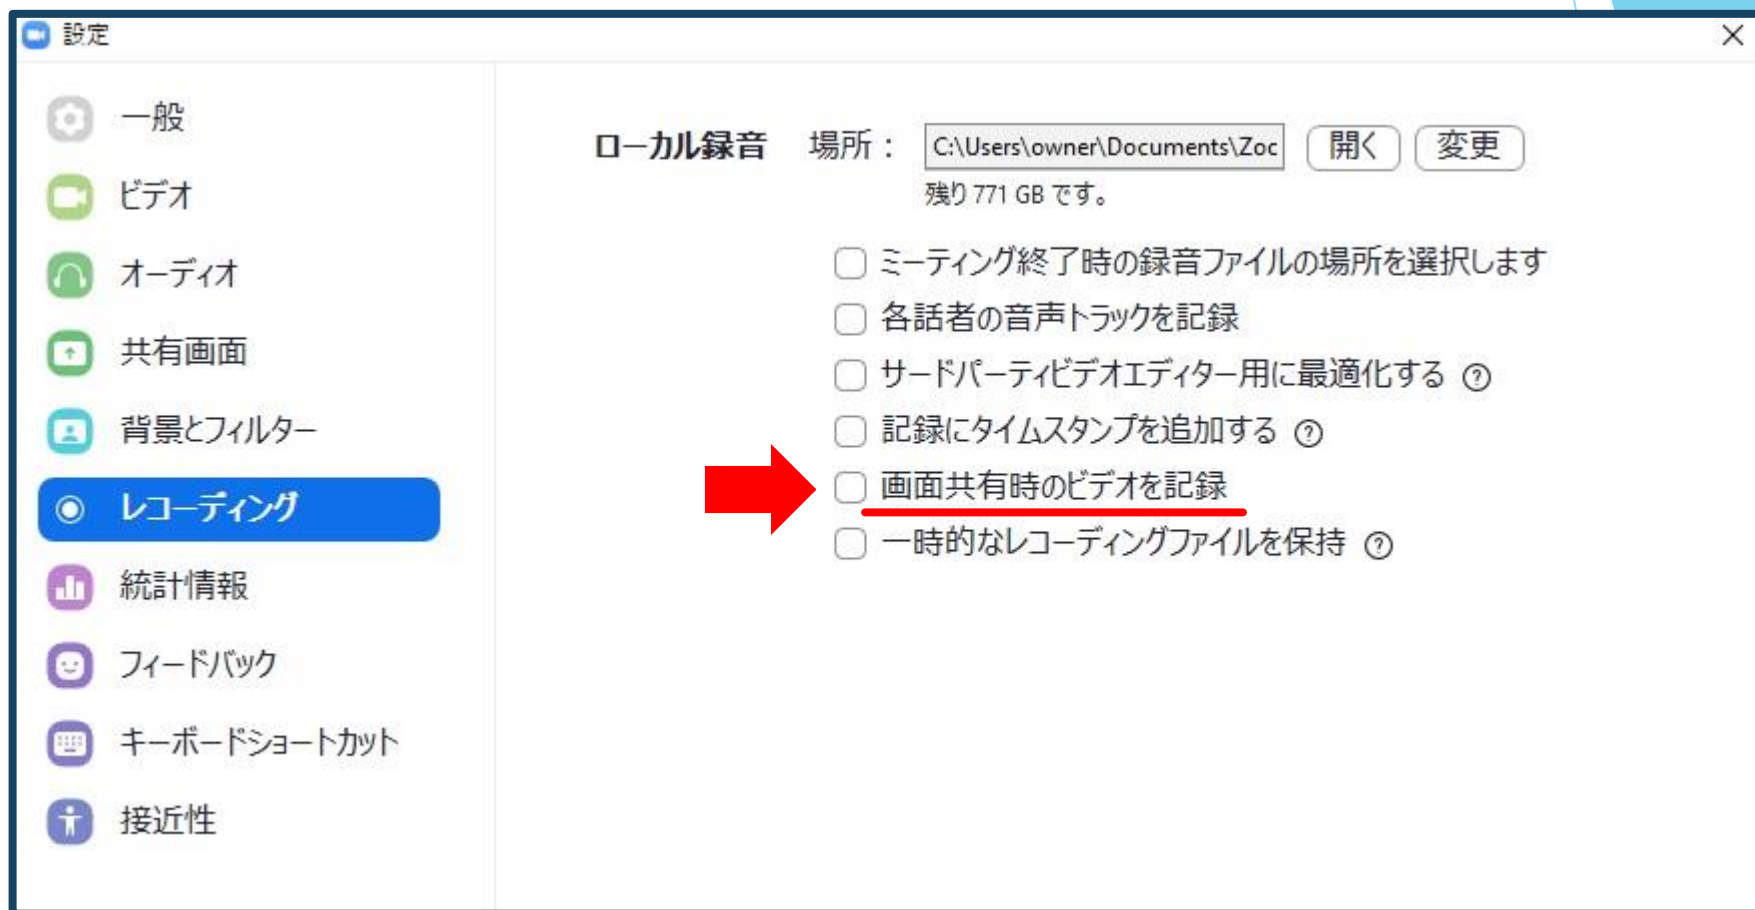 設定
一般
ビデオ
オーディオ
共有画面
背景とフィルター
レコーディング
統計情報
フィードバック
キーボードショートカット
接近性
ローカル録音 場所： C:\Users\owner\Documents\Zoc 開く 変更
残り 771 GB です。
ミーティング終了時の録音ファイルの場所を選択します
各話者の音声トラックを記録
サードパーティビデオエディター用に最適化する
記録にタイムスタンプを追加する
画面共有時のビデオを記録
一時的なレコーディングファイルを保持